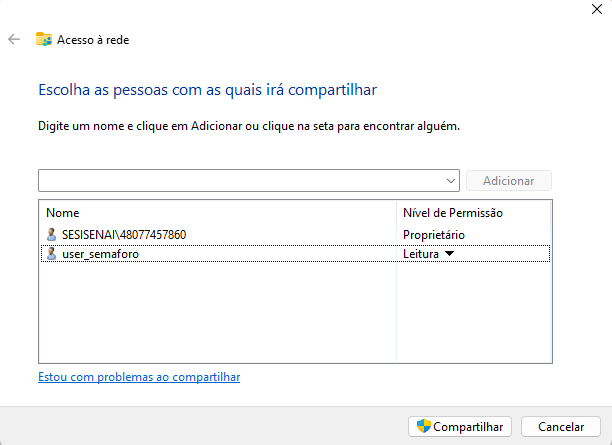 Acesso à rede
Escolha as pessoas com as quais irá compartilhar
Digite um nome e clique em Adicionar ou clique na seta para encontrar alguém.
Adicionar
Nome Nível de Permissão
SESISENAI\48077457860 Proprietário
user_semaforo Leitura
Estou com problemas ao compartilhar
Compartilhar Cancelar